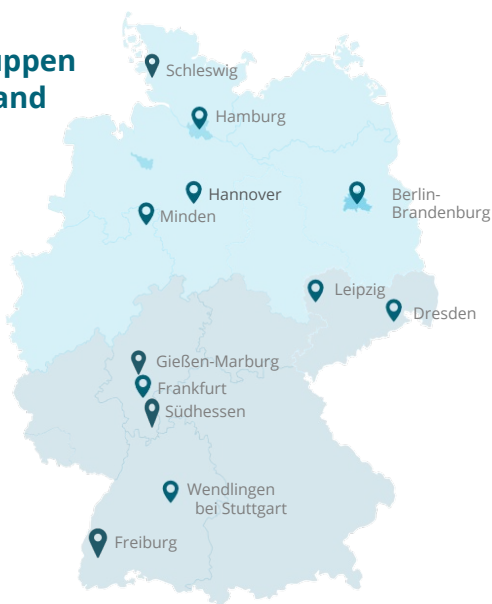 uppen
and
Schleswig
Hamburg
Hannover
Berlin-
Brandenburg
Minden
Leipzig
Dresden
Gießen-Marburg
Frankfurt
Südhessen
Wendlingen
bei Stuttgart
Freiburg